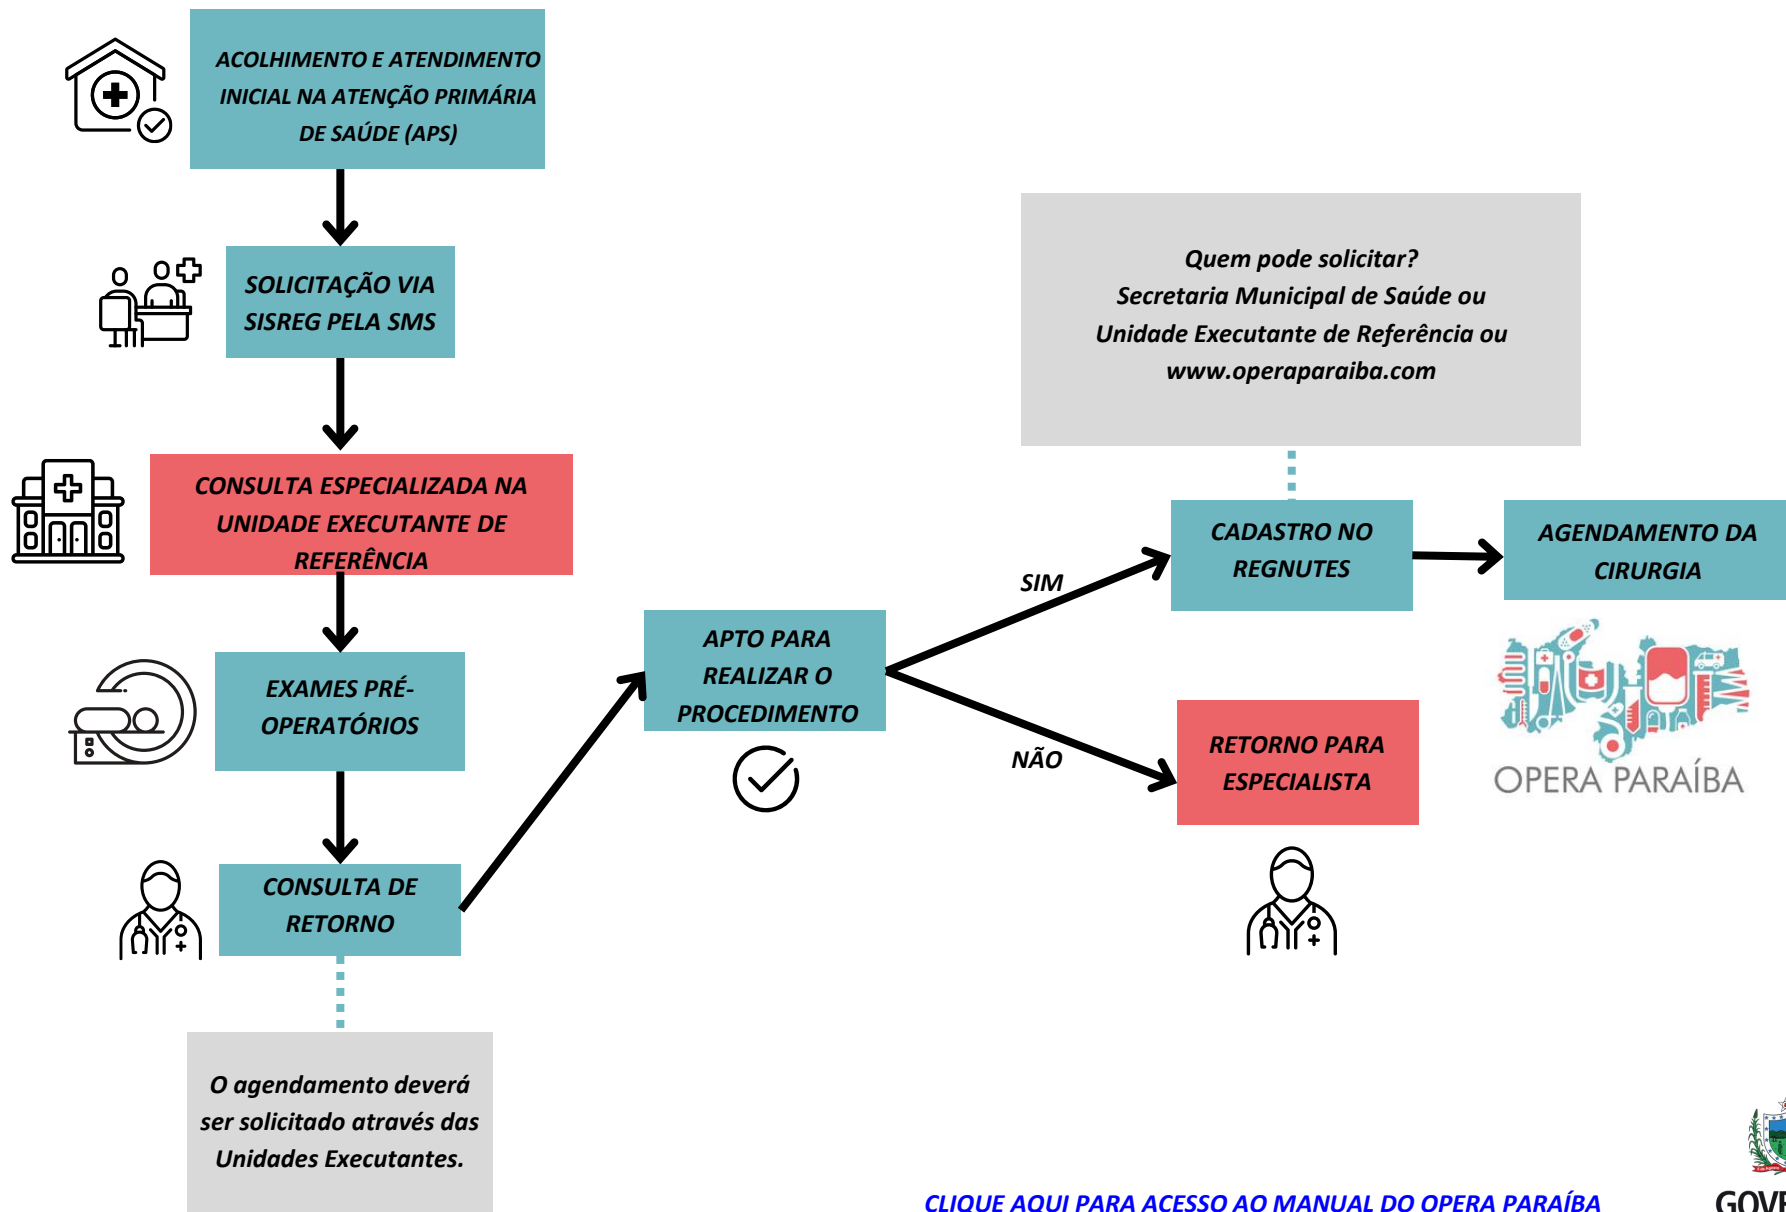 ACOLHIMENTO E ATENDIMENTO
INICIAL NA ATENÇÃO PRIMÁRIA
DE SAÚDE (APS)
SOLICITAÇÃO VIA
SISREG PELA SMS
CONSULTA ESPECIALIZADA NA
UNIDADE EXECUTANTE DE
REFERÊNCIA
EXAMES PRÉ-
OPERATÓRIOS
CONSULTA DE
RETORNO
O agendamento deverá
ser solicitado através das
Unidades Executantes.
APTO PARA
REALIZAR O
PROCEDIMENTO
SIM
NÃO
Quem pode solicitar?
Secretaria Municipal de Saúde ou
Unidade Executante de Referência ou
www.operaparaiba.com
CADASTRO NO
REGNUTES
AGENDAMENTO DA
CIRURGIA
RETORNO PARA
ESPECIALISTA
OPERA PARAÍBA
CLIQUE AQUI PARA ACESSO AO MANUAL DO OPERA PARAÍBA